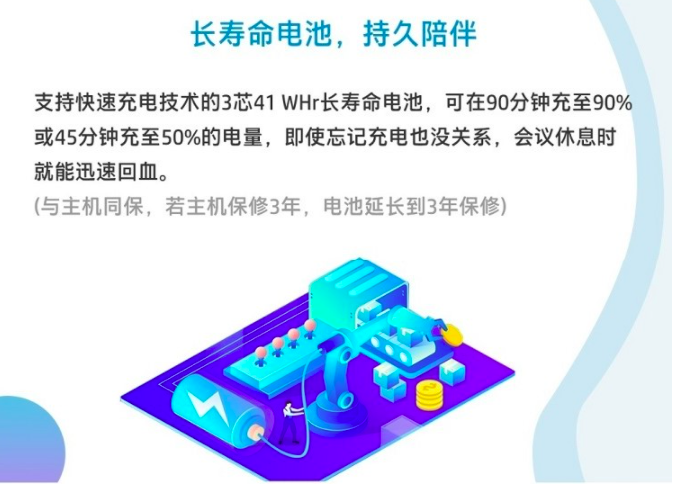 长寿命电池，持久陪伴
支持快速充电技术的3芯41 WHr长寿命电池，可在90分钟充至90%
或45分钟充至50%的电量，即使忘记充电也没关系，会议休息时
就能迅速回血。
(与主机同保，若主机保修3年，电池延长到3年保修)